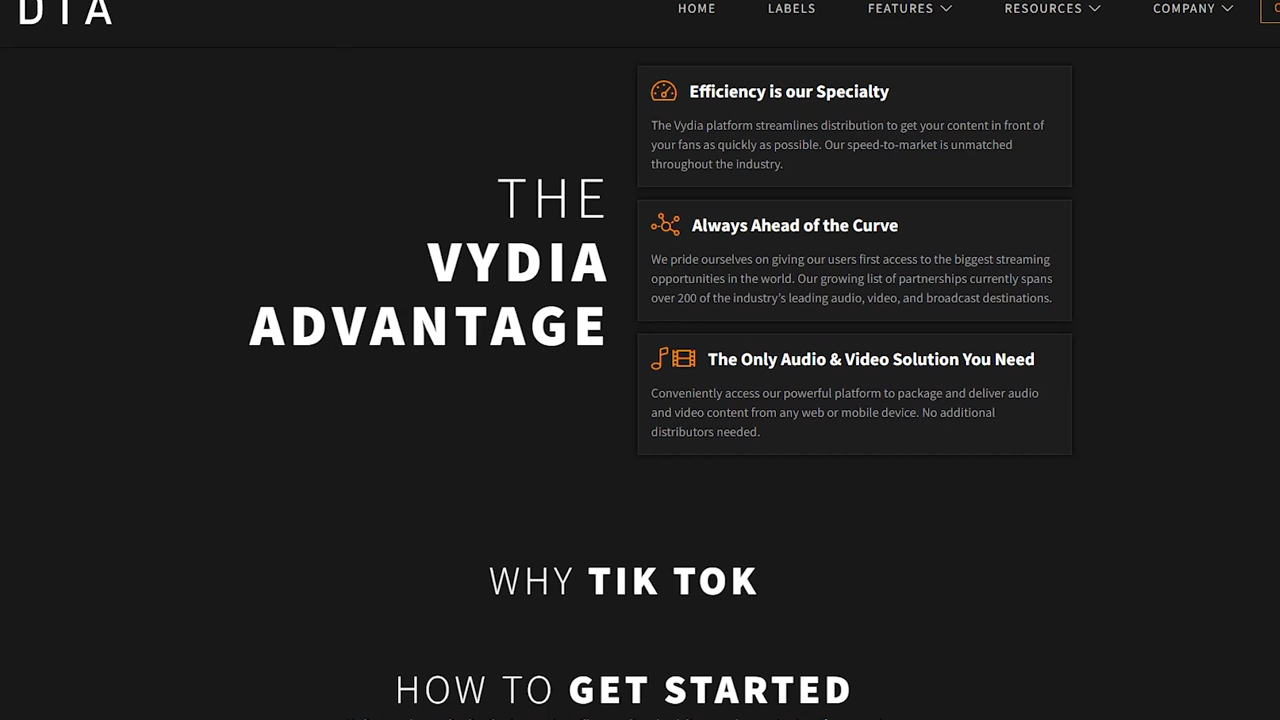 DIA
HOME LABELS FEATURES RESOURCES COMPANY
THE
VYDIA
ADVANTAGE
Efficiency is our Specialty
The Vydia platform streamlines distribution to get your content in front of
your fans as quickly as possible. Our speed-to-market is unmatched
throughout the industry.
Always Ahead of the Curve
We pride ourselves on giving our users first access to the biggest streaming
opportunities in the world. Our growing list of partnerships currently spans
over 200 of the industry's leading audio, video, and broadcast destinations.
The Only Audio & Video Solution You Need
Conveniently access our powerful platform to package and deliver audio
and video content from any web or mobile device. No additional
distributors needed.
WHY TIK TOK
HOW TO GET STARTED